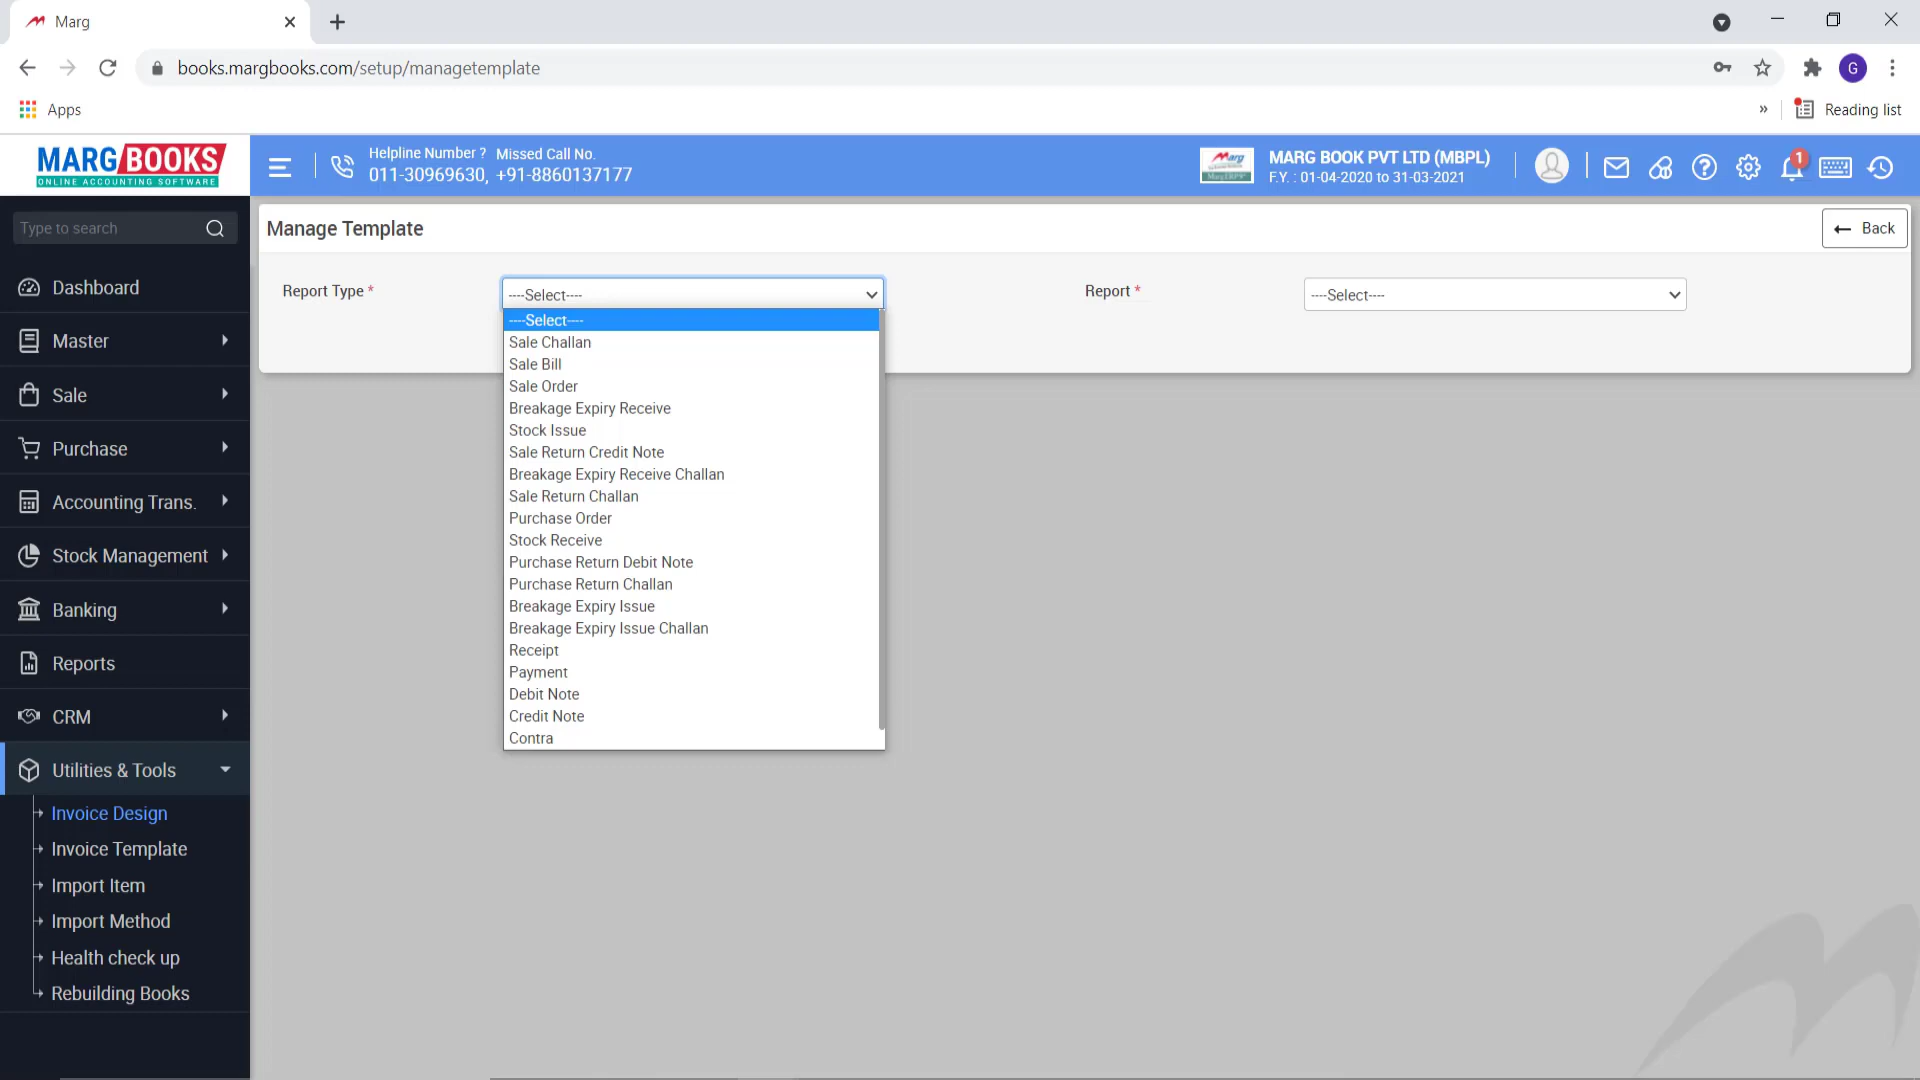 Marg
books.margbooks.com/setup/managetemplate
G
Apps
»
Reading list
MARG BOOKS
ONLINE ACCOUNTING SOFTWARE
Helpline Number ? Missed Call No.
011-30969630, +91-8860137177
Marg
MARG BOOK PVT LTD (MBPL)
F.Y. : 01-04-2020 to 31-03-2021
1
Type to search
Manage Template
Back
Report Type *
----Select----
Report *
----Select----
----Select----
Sale Challan
Sale Bill
Sale Order
Breakage Expiry Receive
Stock Issue
Sale Return Credit Note
Breakage Expiry Receive Challan
Sale Return Challan
Purchase Order
Stock Receive
Purchase Return Debit Note
Purchase Return Challan
Breakage Expiry Issue
Breakage Expiry Issue Challan
Receipt
Payment
Debit Note
Credit Note
Contra
Dashboard
Master
Sale
Purchase
Accounting Trans.
Stock Management
Banking
Reports
CRM
Utilities & Tools
Invoice Design
Invoice Template
Import Item
Import Method
Health check up
Rebuilding Books